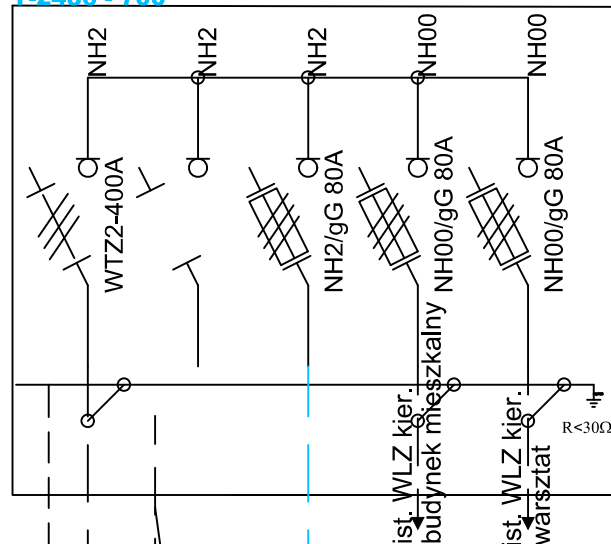 NH2
NH2
NH2
NH00
NH00
WTZ2-400A
NH2/gG 80A
NH00/gG 80A
NH00/gG 80A
R<30Ω
ist. WLZ kier.
budynek mieszkalny
ist. WLZ kier.
warsztat